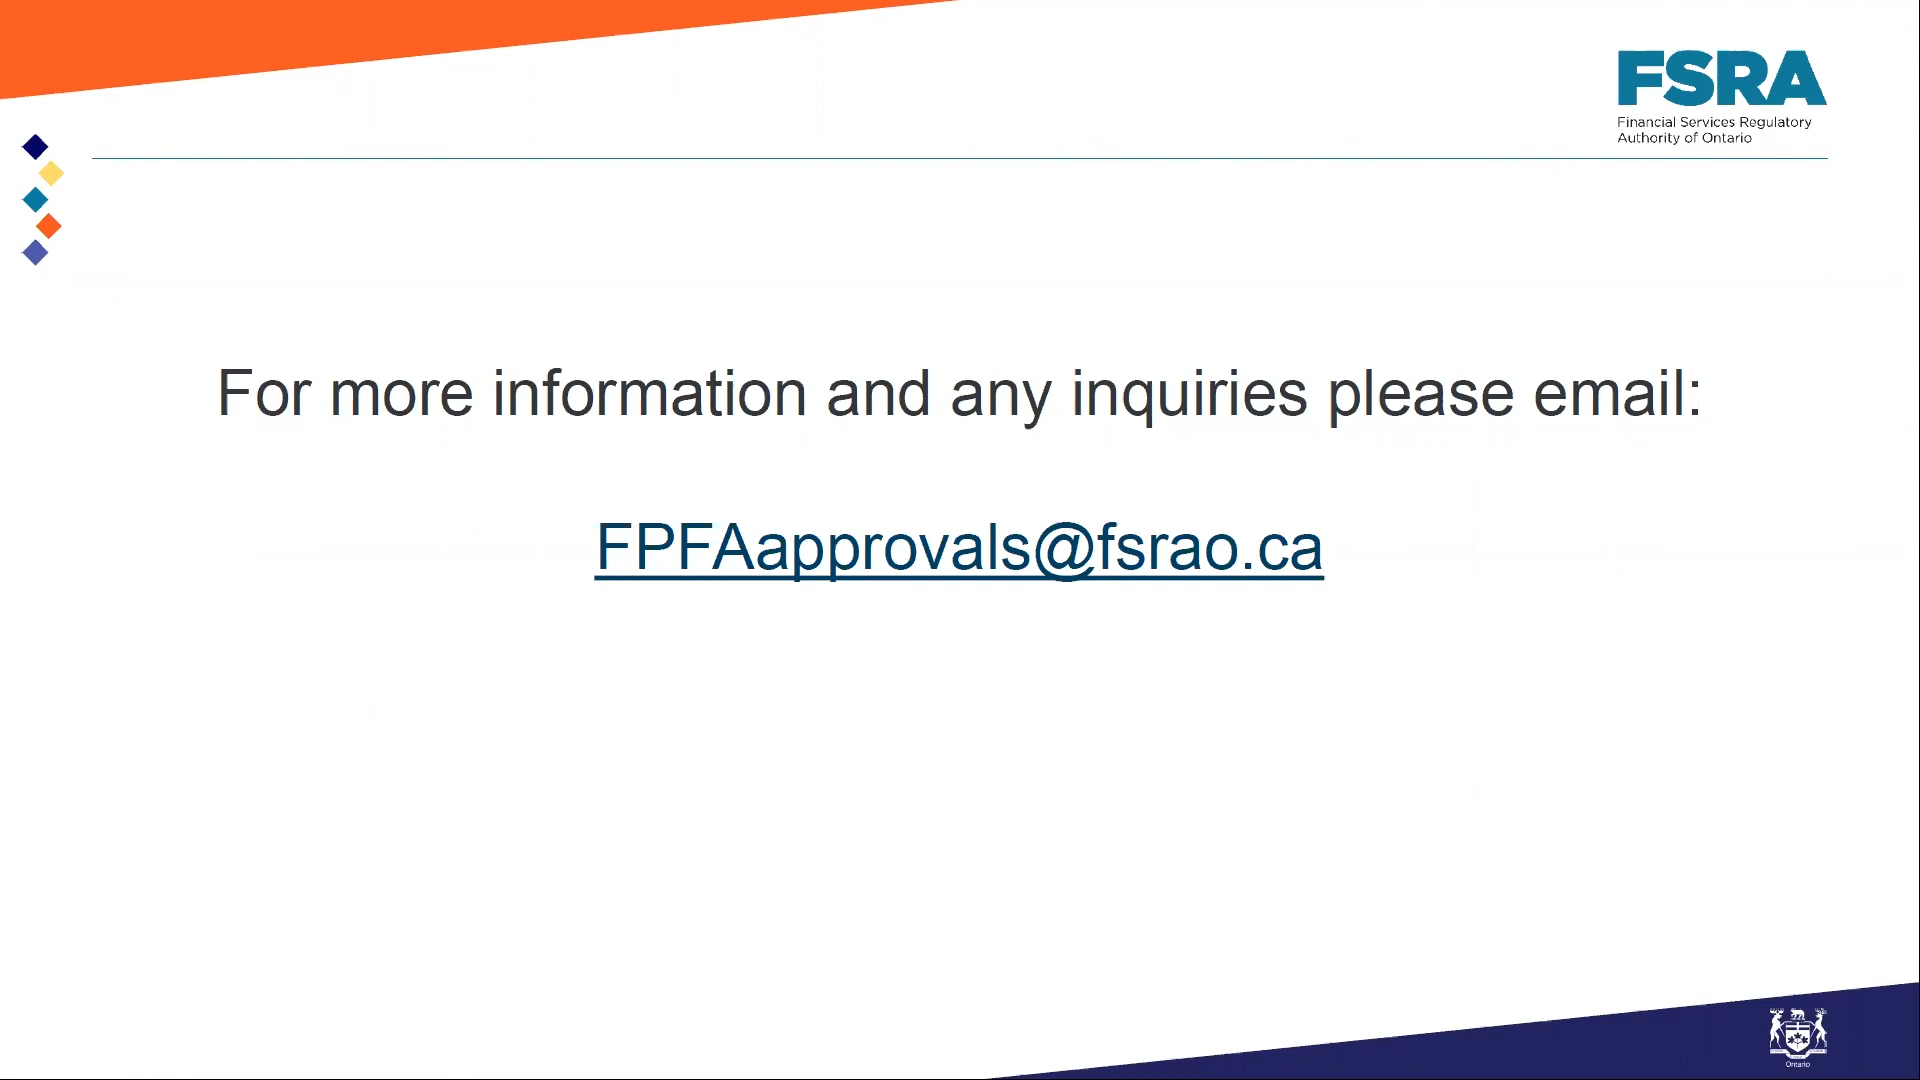 FSRA
Financial Services Regulatory
Authority of Ontario
For more information and any inquiries please email:
FPFAapprovals@fsrao.ca
Ontario